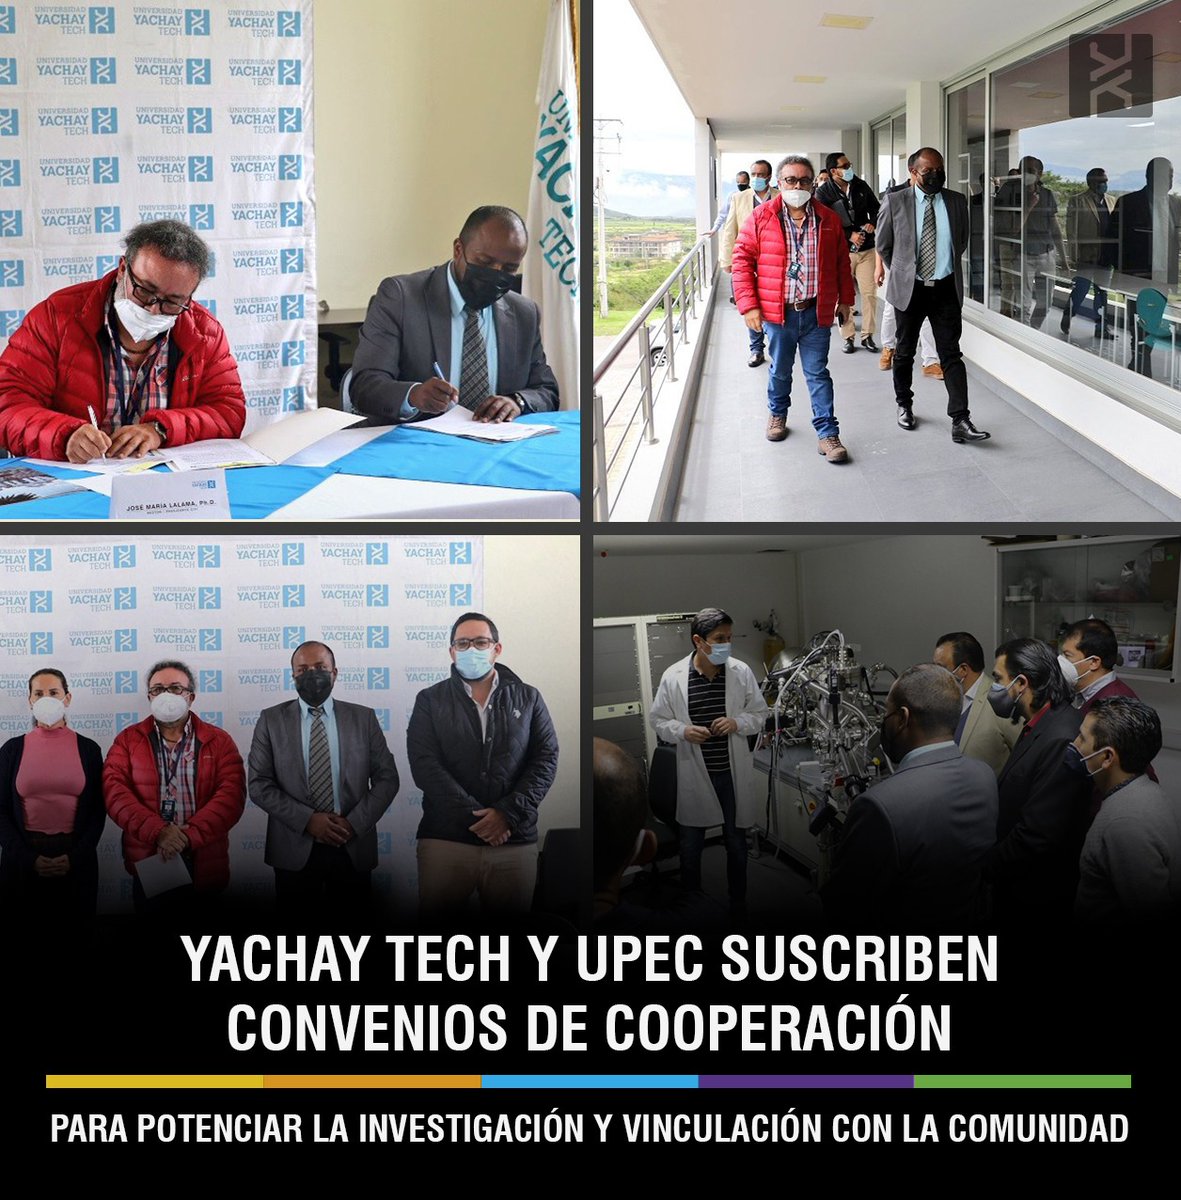 UNIVERSIDAD
YACHAY
TECH
JOSÉ MARÍA LALAMA, Ph.D.
YACHAY TECH Y UPEC SUSCRIBEN
CONVENIOS DE COOPERACIÓN
PARA POTENCIAR LA INVESTIGACIÓN Y VINCULACIÓN CON LA COMUNIDAD